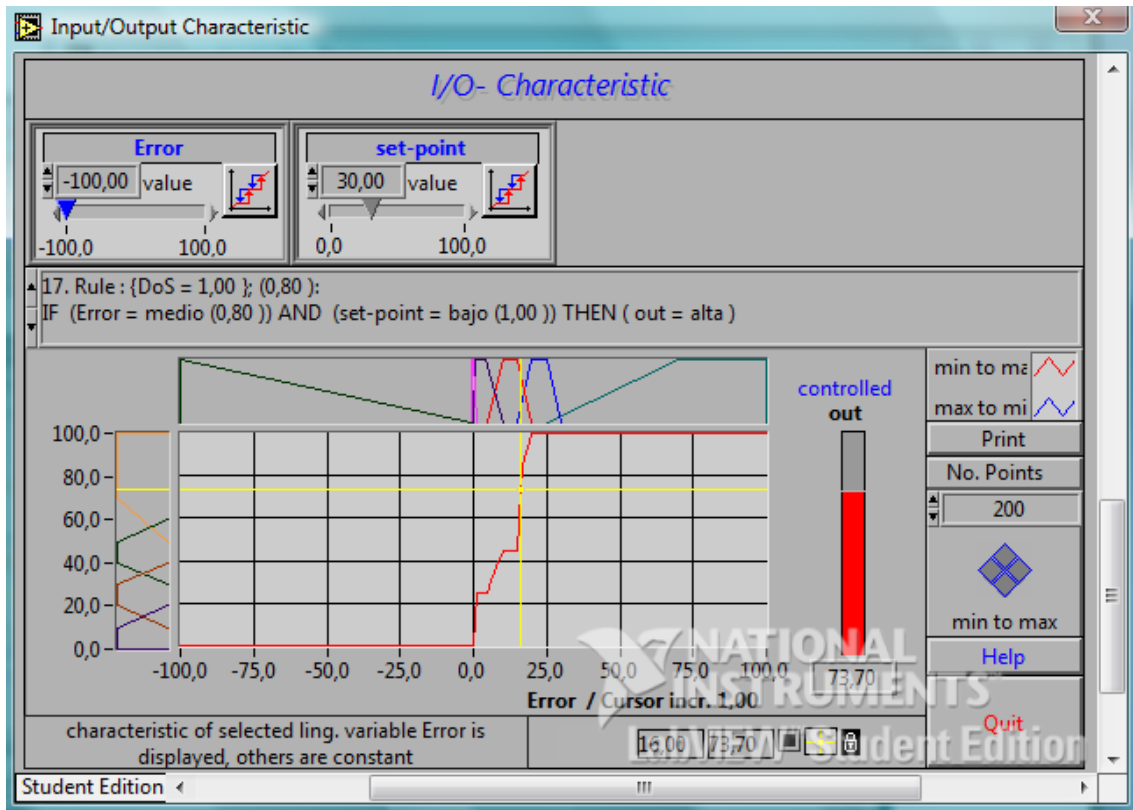 Input/Output Characteristic
I/O- Characteristic
Error
-100,00 value
-100,0 100,0
set-point
30,00 value
0,0 100,0
17. Rule : {DoS = 1,00 }; (0,80 ):
IF (Error = medio (0,80 )) AND (set-point = bajo (1,00 )) THEN ( out = alta )
100,0
80,0
60,0
40,0
20,0
0,0
-100,0 -75,0 -50,0 -25,0 0,0 25,0 50,0 75,0 100,0
Error / Cursor incr. 1,00
controlled
out
73,70
min to ma
max to mi
Print
No. Points
200
min to max
Help
Quit
characteristic of selected ling. variable Error is
displayed, others are constant
16,00 73,70
NATIONAL
INSTRUMENTS™
LabVIEW™ Student Edition
Student Edition